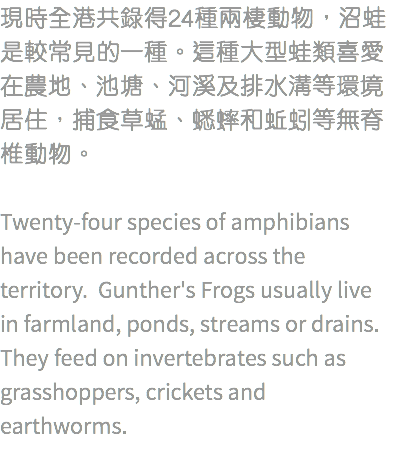 現時全港共錄得24種兩棲動物，沼蛙
是較常見的一種。這種大型蛙類喜愛
在農地、池塘、河溪及排水溝等環境
居住，捕食草蜢、蟋蟀和蚯蚓等無脊
椎動物。
Twenty-four species of amphibians
have been recorded across the
territory.  Gunther's Frogs usually live
in farmland, ponds, streams or drains.
They feed on invertebrates such as
grasshoppers, crickets and
earthworms.